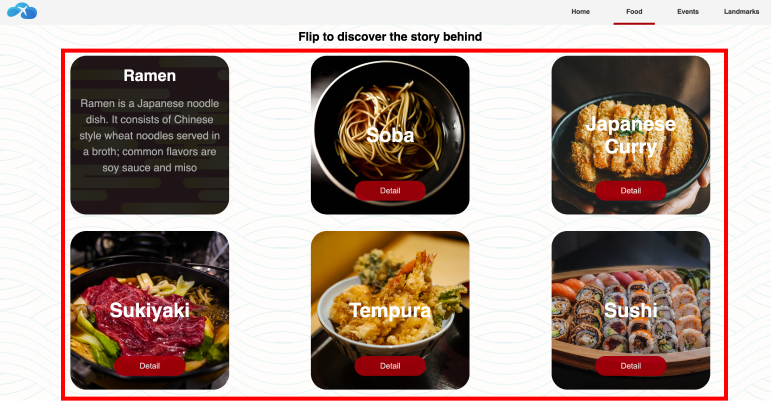 Home Food Events Landmarks
Flip to discover the story behind
Ramen
Ramen is a Japanese noodle
dish. It consists of Chinese
style wheat noodles served in
a broth; common flavors are
soy sauce and miso
Soba
Detail
Japanese
Curry
Detail
Sukiyaki
Detail
Tempura
Detail
Sushi
Detail